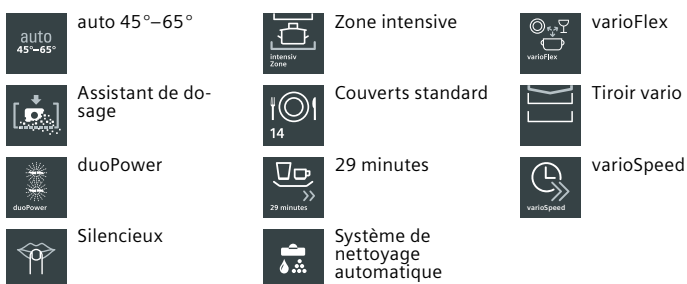 auto
45°–65°
auto 45°–65°
intensiv
Zone
Zone intensive
varioFlex
varioFlex
Assistant de do-
sage
14
Couverts standard
Tiroir vario
duoPower
duoPower
29 minutes
29 minutes
varioSpeed
varioSpeed
Silencieux
Système de
nettoyage
automatique